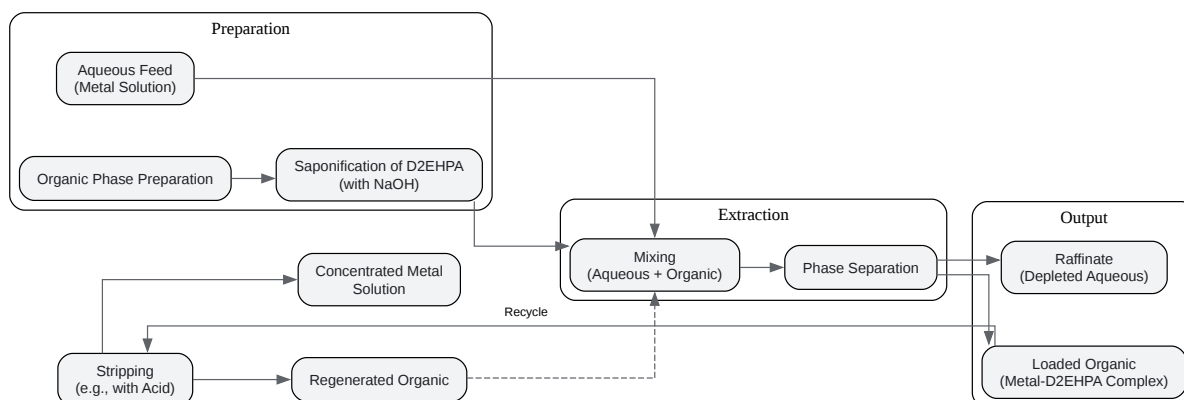 Preparation
Aqueous Feed
(Metal Solution)
Organic Phase Preparation
Saponification of D2EHPA
(with NaOH)
Extraction
Mixing
(Aqueous + Organic)
Phase Separation
Output
Raffinate
(Depleted Aqueous)
Concentrated Metal
Solution
Recycle
Stripping
(e.g., with Acid)
Regenerated Organic
Loaded Organic
(Metal-D2EHPA Complex)